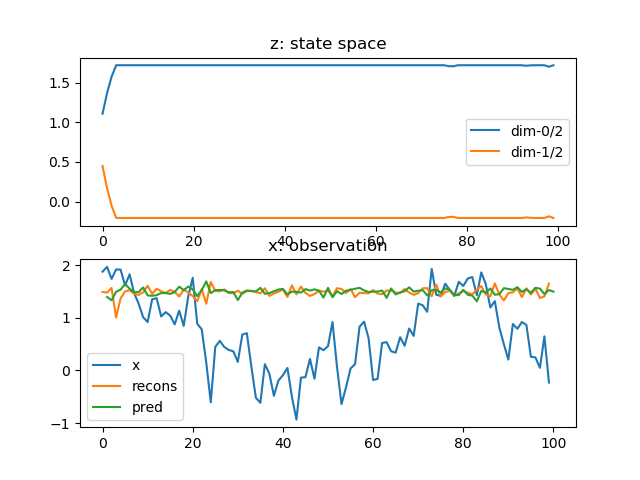 z: state space
1.5
1.0
0.5
0.0
dim-0/2
dim-1/2
0 20 40 60 80 100
x: observation
2
1
0
−1
x
recons
pred
0 20 40 60 80 100